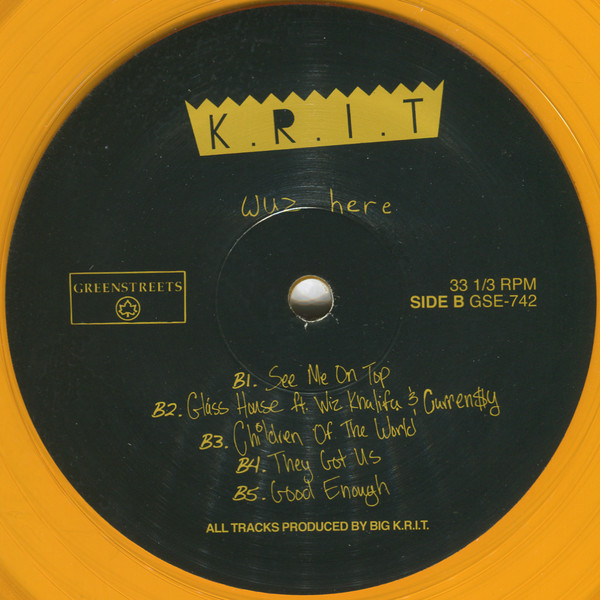 K.R.I.T
wuz here
GREENSTREETS
33 1/3 RPM
SIDE B GSE-742
B1. See Me On Top
B2. Glass House ft. Wiz Khalifa & Curren$y
B3. Children Of The World
B4. They Got Us
B5. Good Enough
ALL TRACKS PRODUCED BY BIG K.R.I.T.